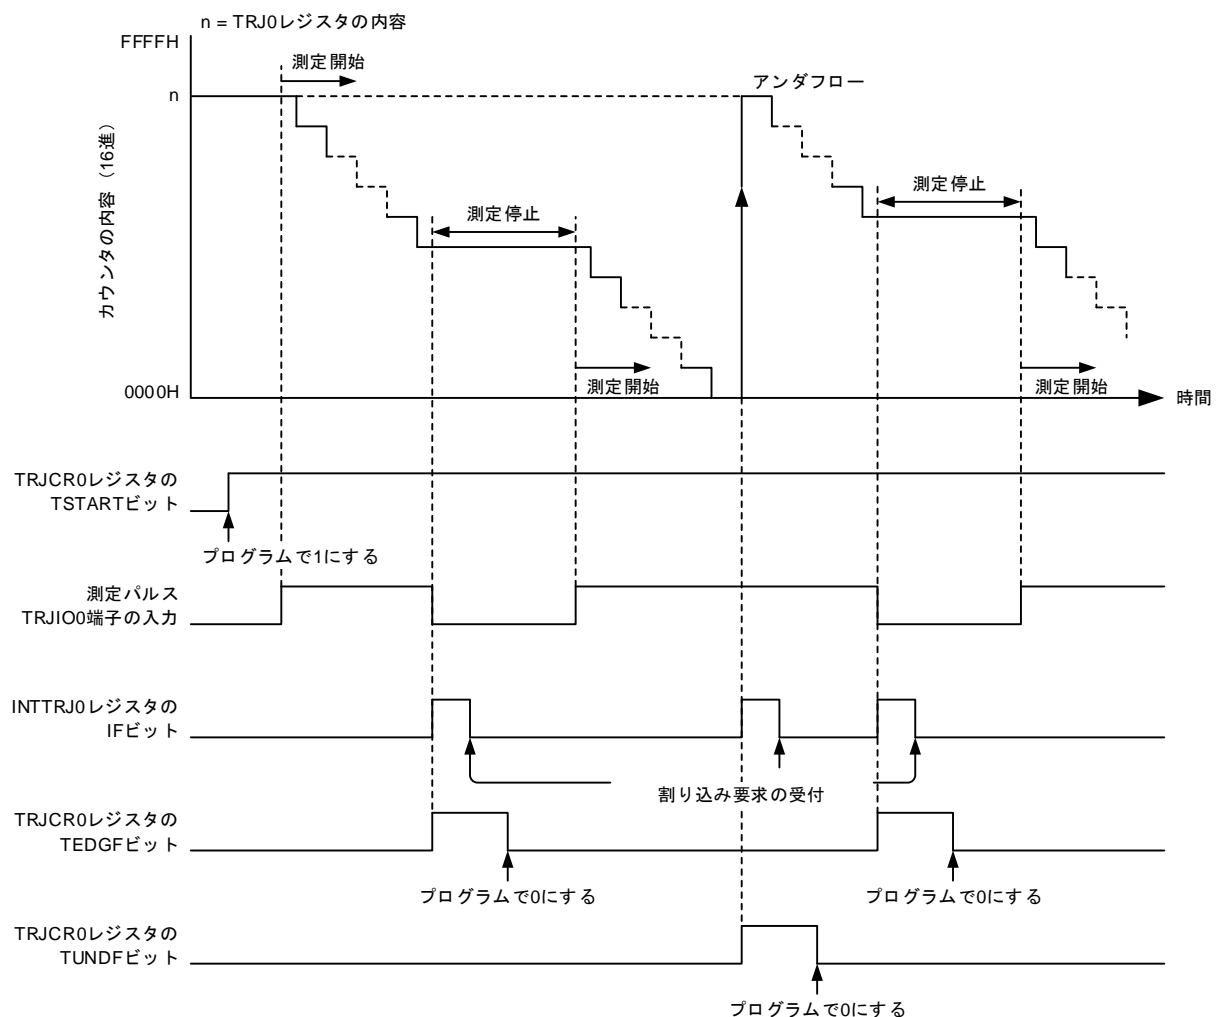 n = TRJ0レジスタの内容
FFFFH
測定開始
アンダフロー
n
カウンタの内容（16進）
測定停止
測定停止
測定開始
測定開始
0000H
時間
TRJCR0レジスタの
TSTARTビット
プログラムで1にする
測定パルス
TRJIO0端子の入力
INTTRJ0レジスタの
IFビット
割り込み要求の受付
TRJCR0レジスタの
TEDGFビット
プログラムで0にする
プログラムで0にする
TRJCR0レジスタの
TUNDFビット
プログラムで0にする